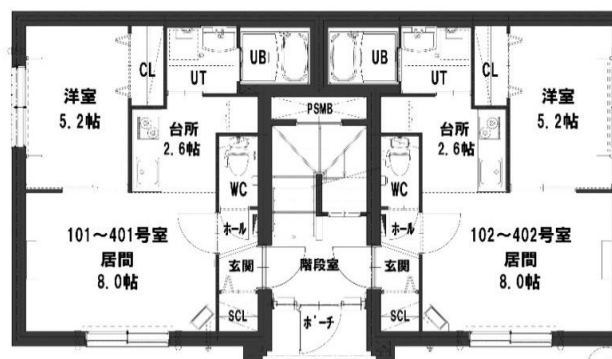 UB
UB
UT
UT
CL
CL
洋室
5.2帖
洋室
5.2帖
PSMB
台所
2.6帖
台所
2.6帖
WC
WC
ホール
ホール
101～401号室
居間
8.0帖
102～402号室
居間
8.0帖
玄関
階段室
玄関
SCL
ポーチ
SCL